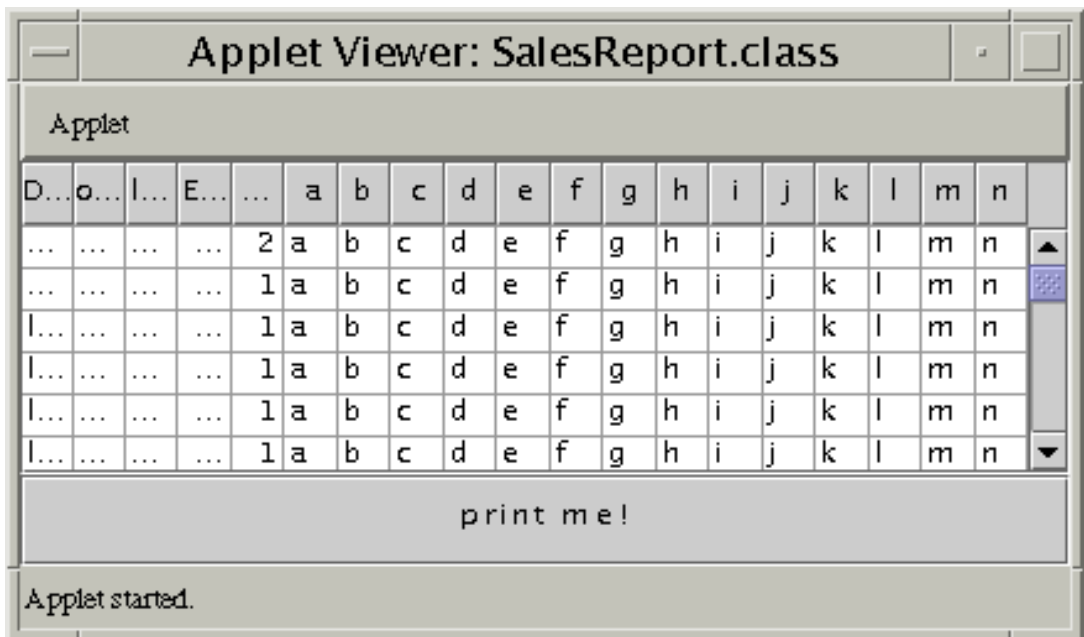 Applet Viewer: SalesReport.class
Applet
D... o... l... E... ... a b c d e f g h i j k l m n
... ... ... ... 2 a b c d e f g h i j k l m n
... ... ... ... 1 a b c d e f g h i j k l m n
l... ... ... ... 1 a b c d e f g h i j k l m n
l... ... ... ... 1 a b c d e f g h i j k l m n
l... ... ... ... 1 a b c d e f g h i j k l m n
l... ... ... ... 1 a b c d e f g h i j k l m n
print me!
Applet started.